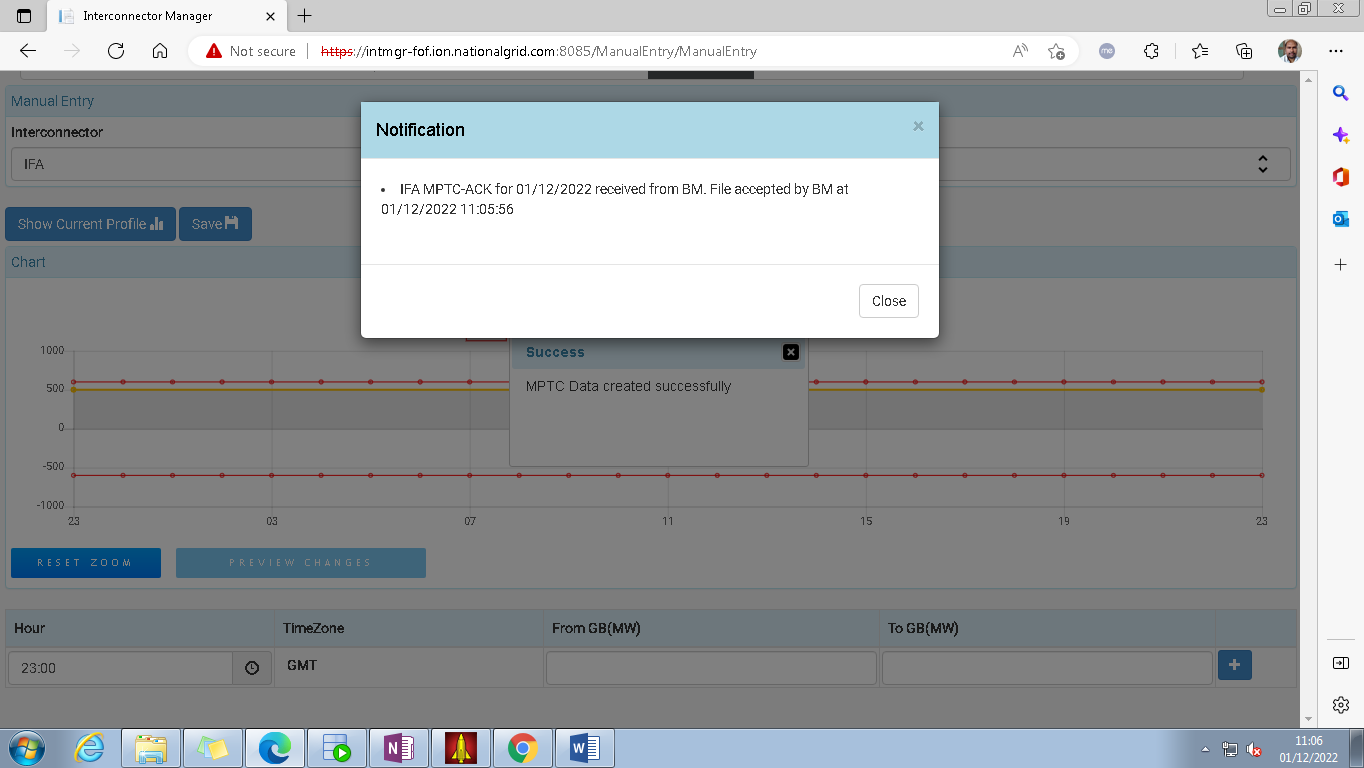 Interconnector Manager
Not secure
https://intmgr-fof.ion.nationalgrid.com:8085/ManualEntry/ManualEntry
Manual Entry
Interconnector
IFA
Notification
×
• IFA MPTC-ACK for 01/12/2022 received from BM. File accepted by BM at
01/12/2022 11:05:56
Close
Show Current Profile
Save
Chart
Success
MPTC Data created successfully
1000
500
0
-500
-1000
23 03 07 11 15 19 23
RESET ZOOM
PREVIEW CHANGES
Hour TimeZone From GB(MW) To GB(MW)
23:00 GMT
11:06
01/12/2022